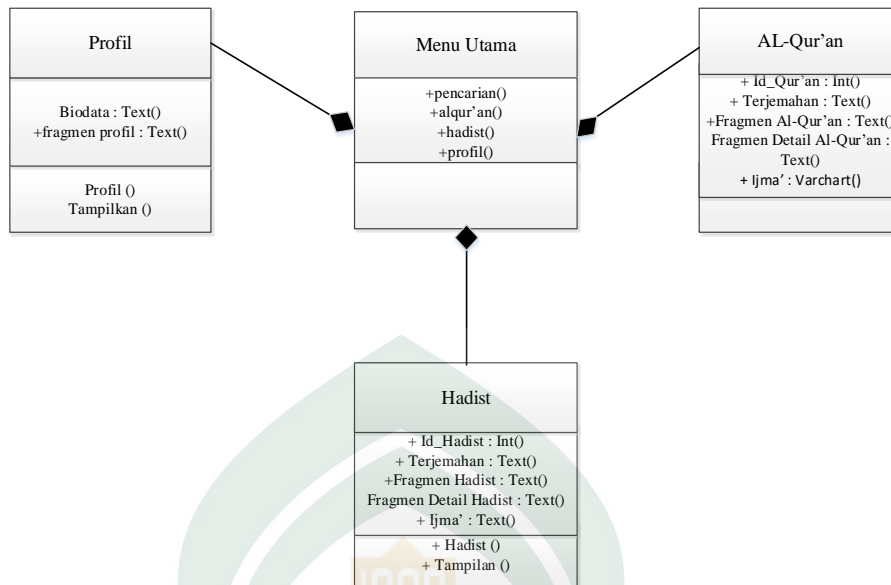 Profil
Biodata : Text()
+fragmen profil : Text()
Profil ()
Tampilkan ()
Menu Utama
+pencarian()
+alqur’an()
+hadist()
+profil()
AL-Qur’an
+ Id_Qur’an : Int()
+ Terjemahan : Text()
+Fragmen Al-Qur’an : Text()
Fragmen Detail Al-Qur’an :
Text()
+ Ijma’ : Varchart()
Hadist
+ Id_Hadist : Int()
+ Terjemahan : Text()
+Fragmen Hadist : Text()
Fragmen Detail Hadist : Text()
+ Ijma’ : Text()
+ Hadist ()
+ Tampilan ()